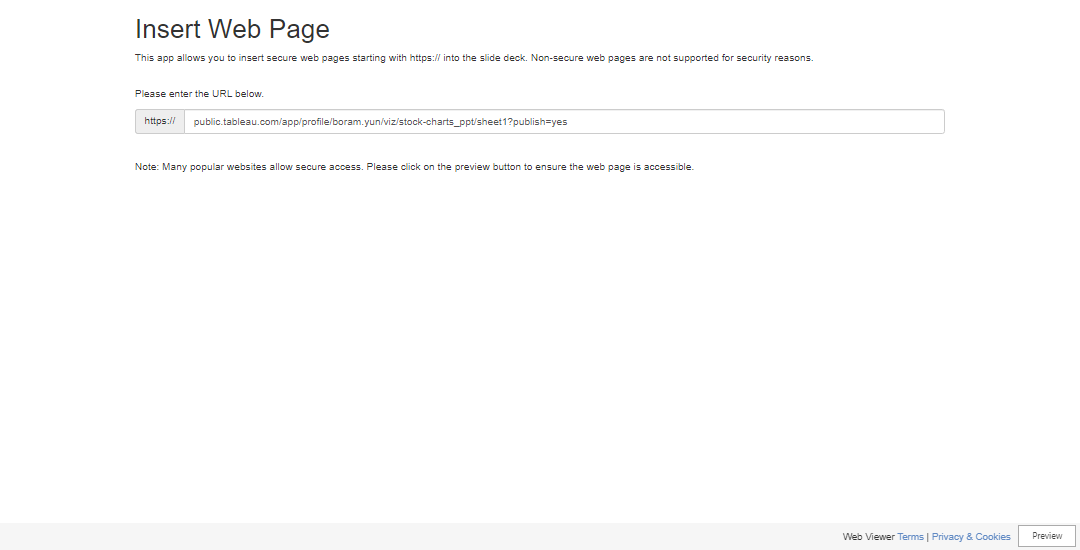 Insert Web Page
This app allows you to insert secure web pages starting with https:// into the slide deck. Non-secure web pages are not supported for security reasons.
Please enter the URL below.
https:// public.tableau.com/app/profile/boram.yun/viz/stock-charts_ppt/sheet1?publish=yes
Note: Many popular websites allow secure access. Please click on the preview button to ensure the web page is accessible.
Web Viewer Terms | Privacy & Cookies Preview